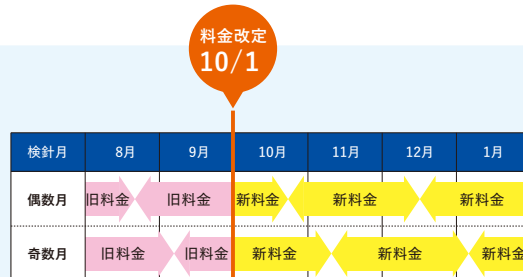 料金改定
10/1
検針月 8月 9月 10月 11月 12月 1月
偶数月 旧料金 旧料金 新料金 新料金 新料金
奇数月 旧料金 旧料金 新料金 新料金 新料金